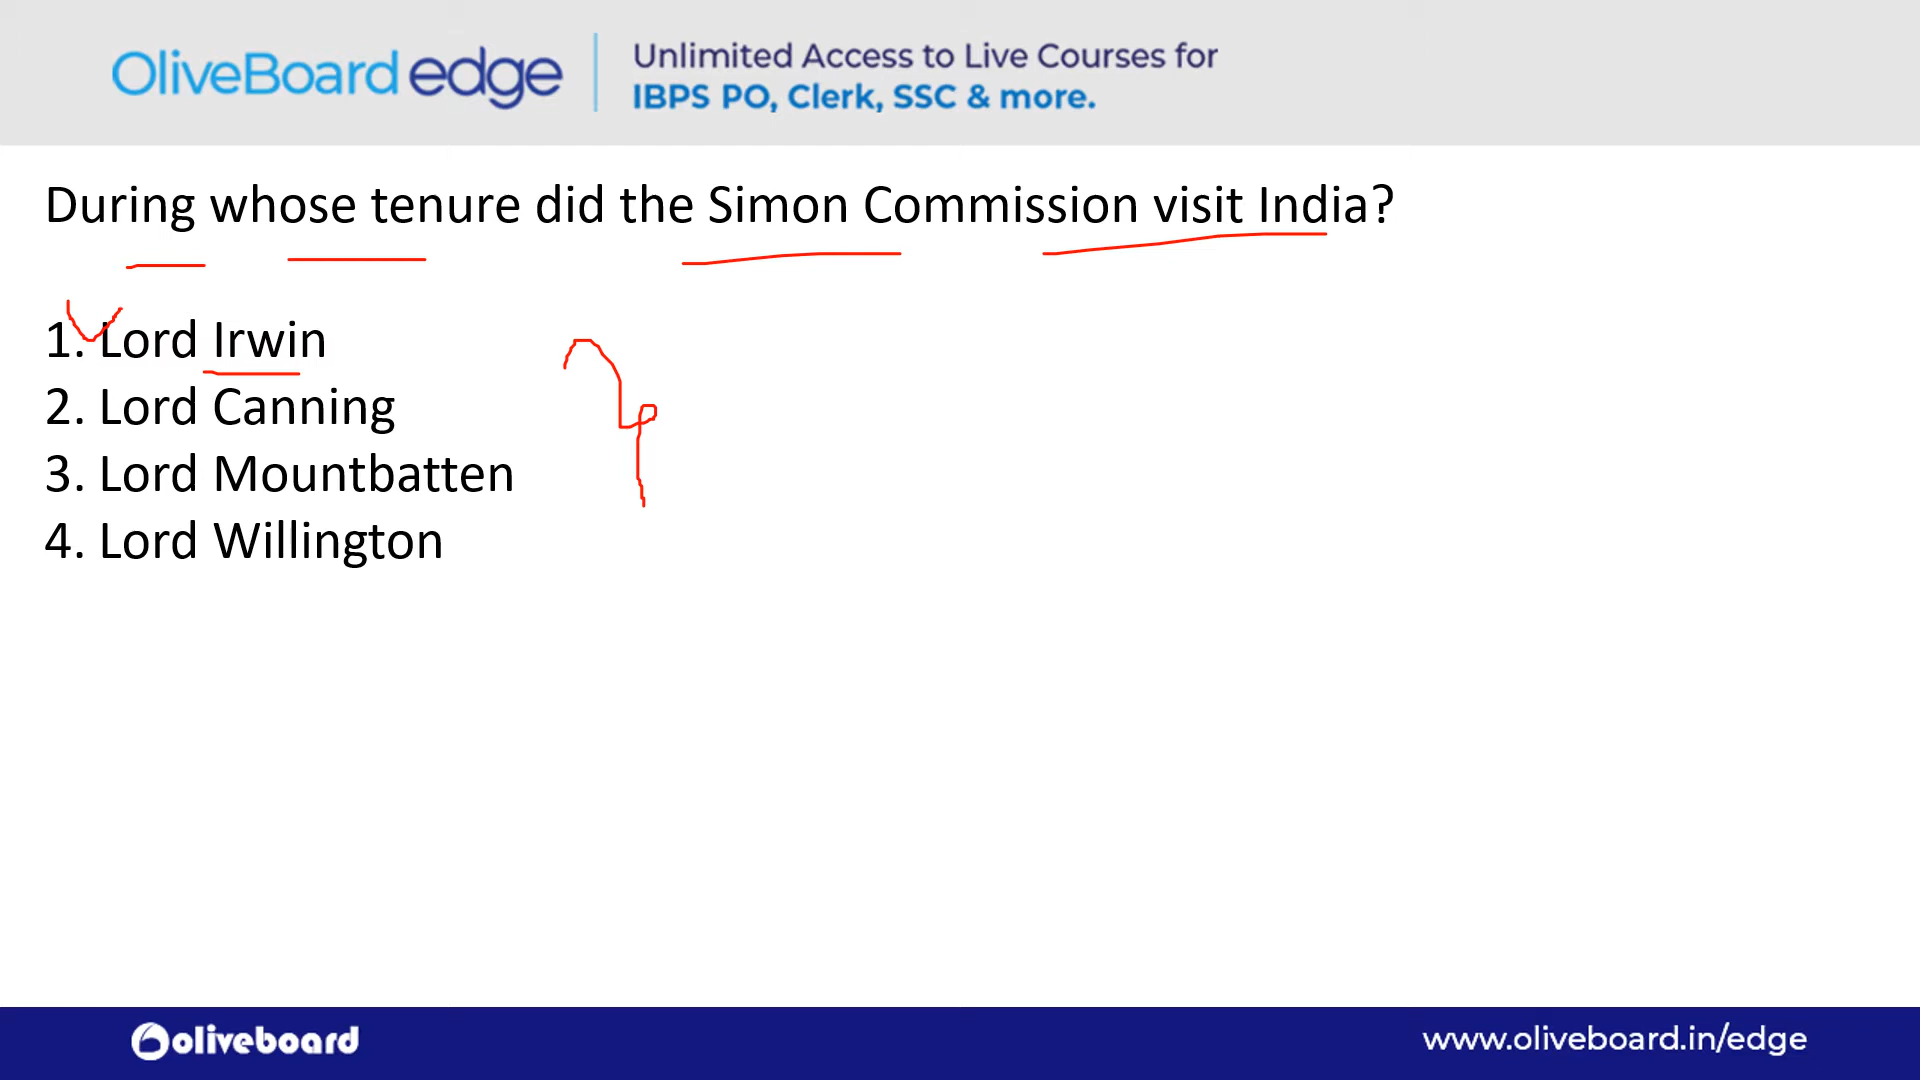 OliveBoard edge
Unlimited Access to Live Courses for
IBPS PO, Clerk, SSC & more.
During whose tenure did the Simon Commission visit India?
1. Lord Irwin
2. Lord Canning
3. Lord Mountbatten
4. Lord Willington
oliveboard
www.oliveboard.in/edge